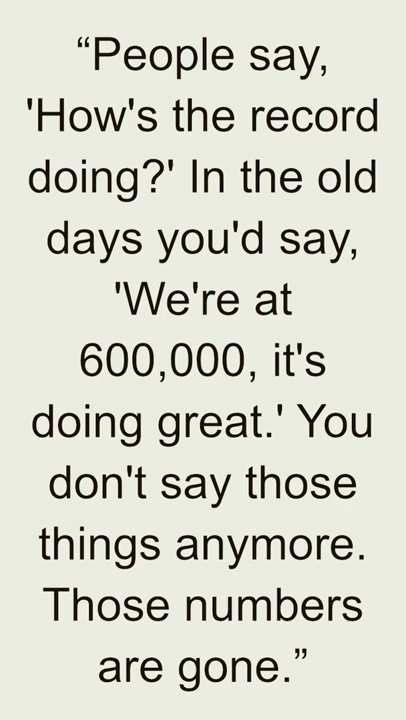 “People say,
'How's the record
doing?' In the old
days you'd say,
'We're at
600,000, it's
doing great.' You
don't say those
things anymore.
Those numbers
are gone.”